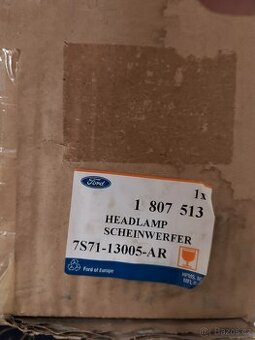 Ford
1x
1 807 513
HEADLAMP
SCHEINWERFER
7S71-13005-AR
Ford of Europe